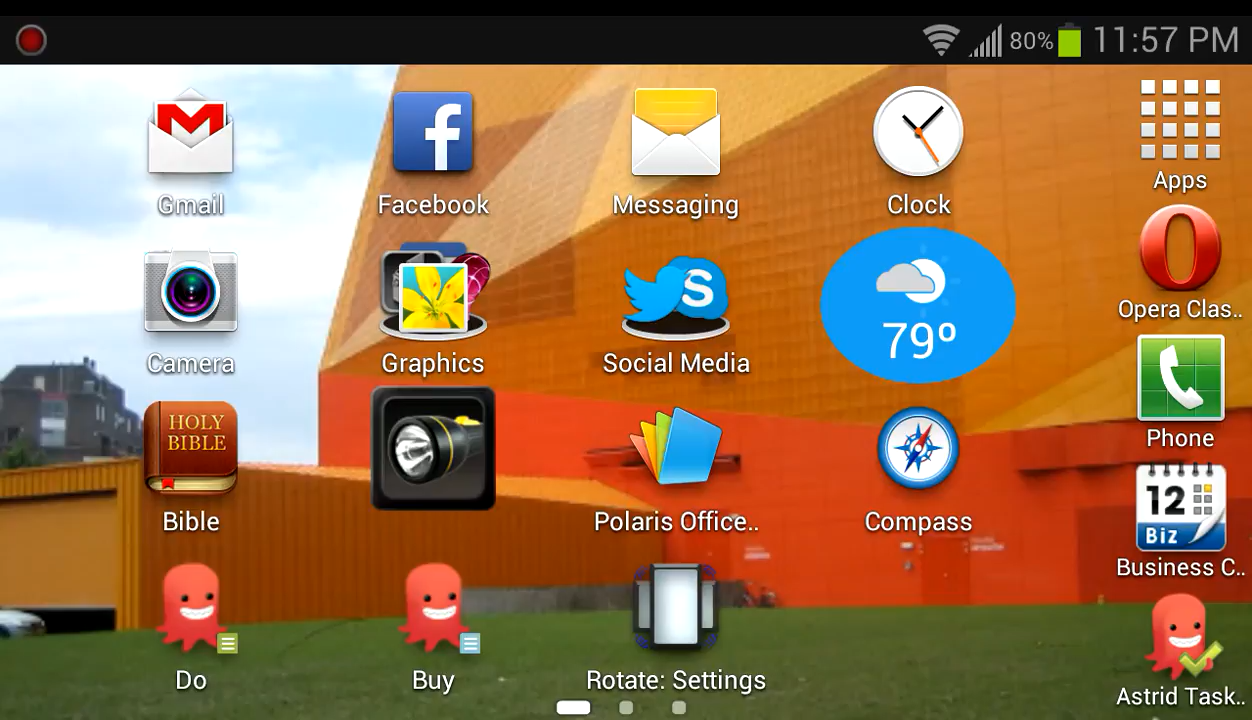 80% 11:57 PM
Gmail
Facebook
Messaging
Clock
Apps
Camera
Graphics
S
Social Media
79º
Opera Clas..
HOLY
BIBLE
Bible
Polaris Office..
Compass
Phone
12
Biz
Business C..
Do
Buy
Rotate: Settings
Astrid Task..